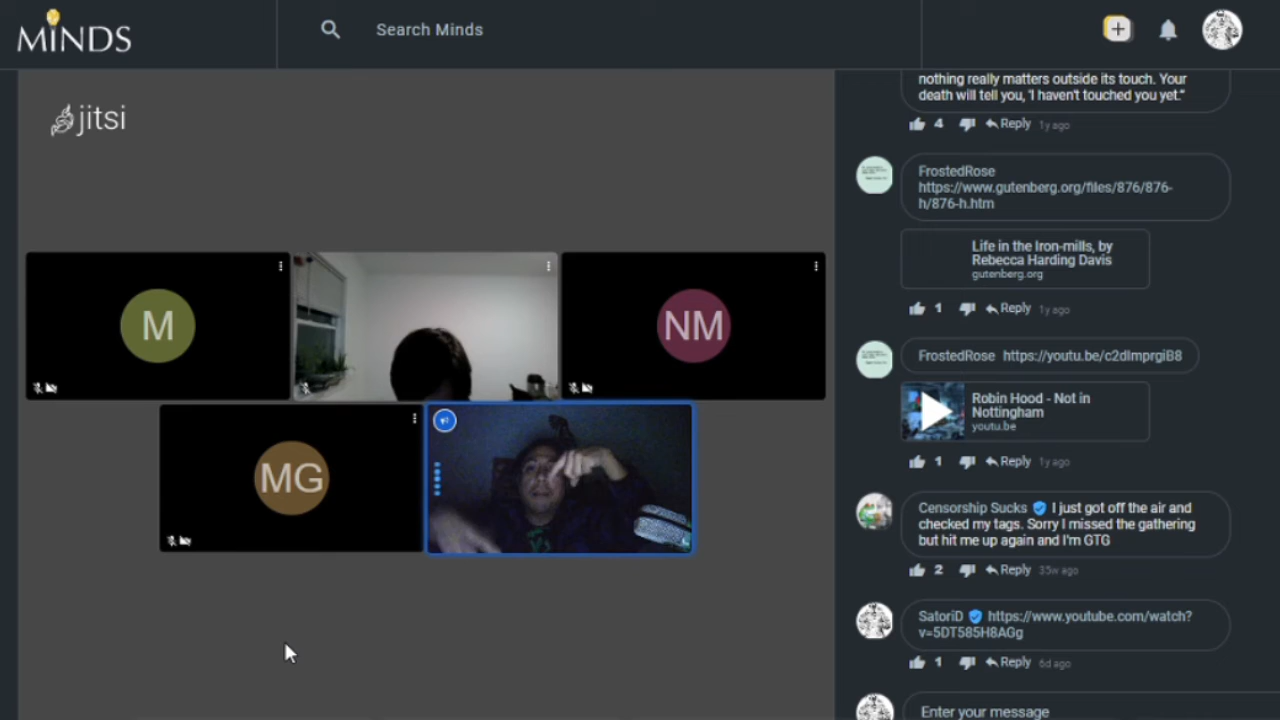 MINDS
Search Minds
jitsi
M
NM
MG
nothing really matters outside its touch. Your
death will tell you, 'I haven't touched you yet.“
4 Reply 1y ago
FrostedRose
https://www.gutenberg.org/files/876/876-
h/876-h.htm
Life in the Iron-mills, by
Rebecca Harding Davis
gutenberg.org
1 Reply 1y ago
FrostedRose https://youtu.be/c2dImprgiB8
Robin Hood - Not in
Nottingham
youtu.be
1 Reply 1y ago
Censorship Sucks I just got off the air and
checked my tags. Sorry I missed the gathering
but hit me up again and I'm GTG
2 Reply 35w ago
SatoriD https://www.youtube.com/watch?
v=5DT585H8AGg
1 Reply 6d ago
Enter your message